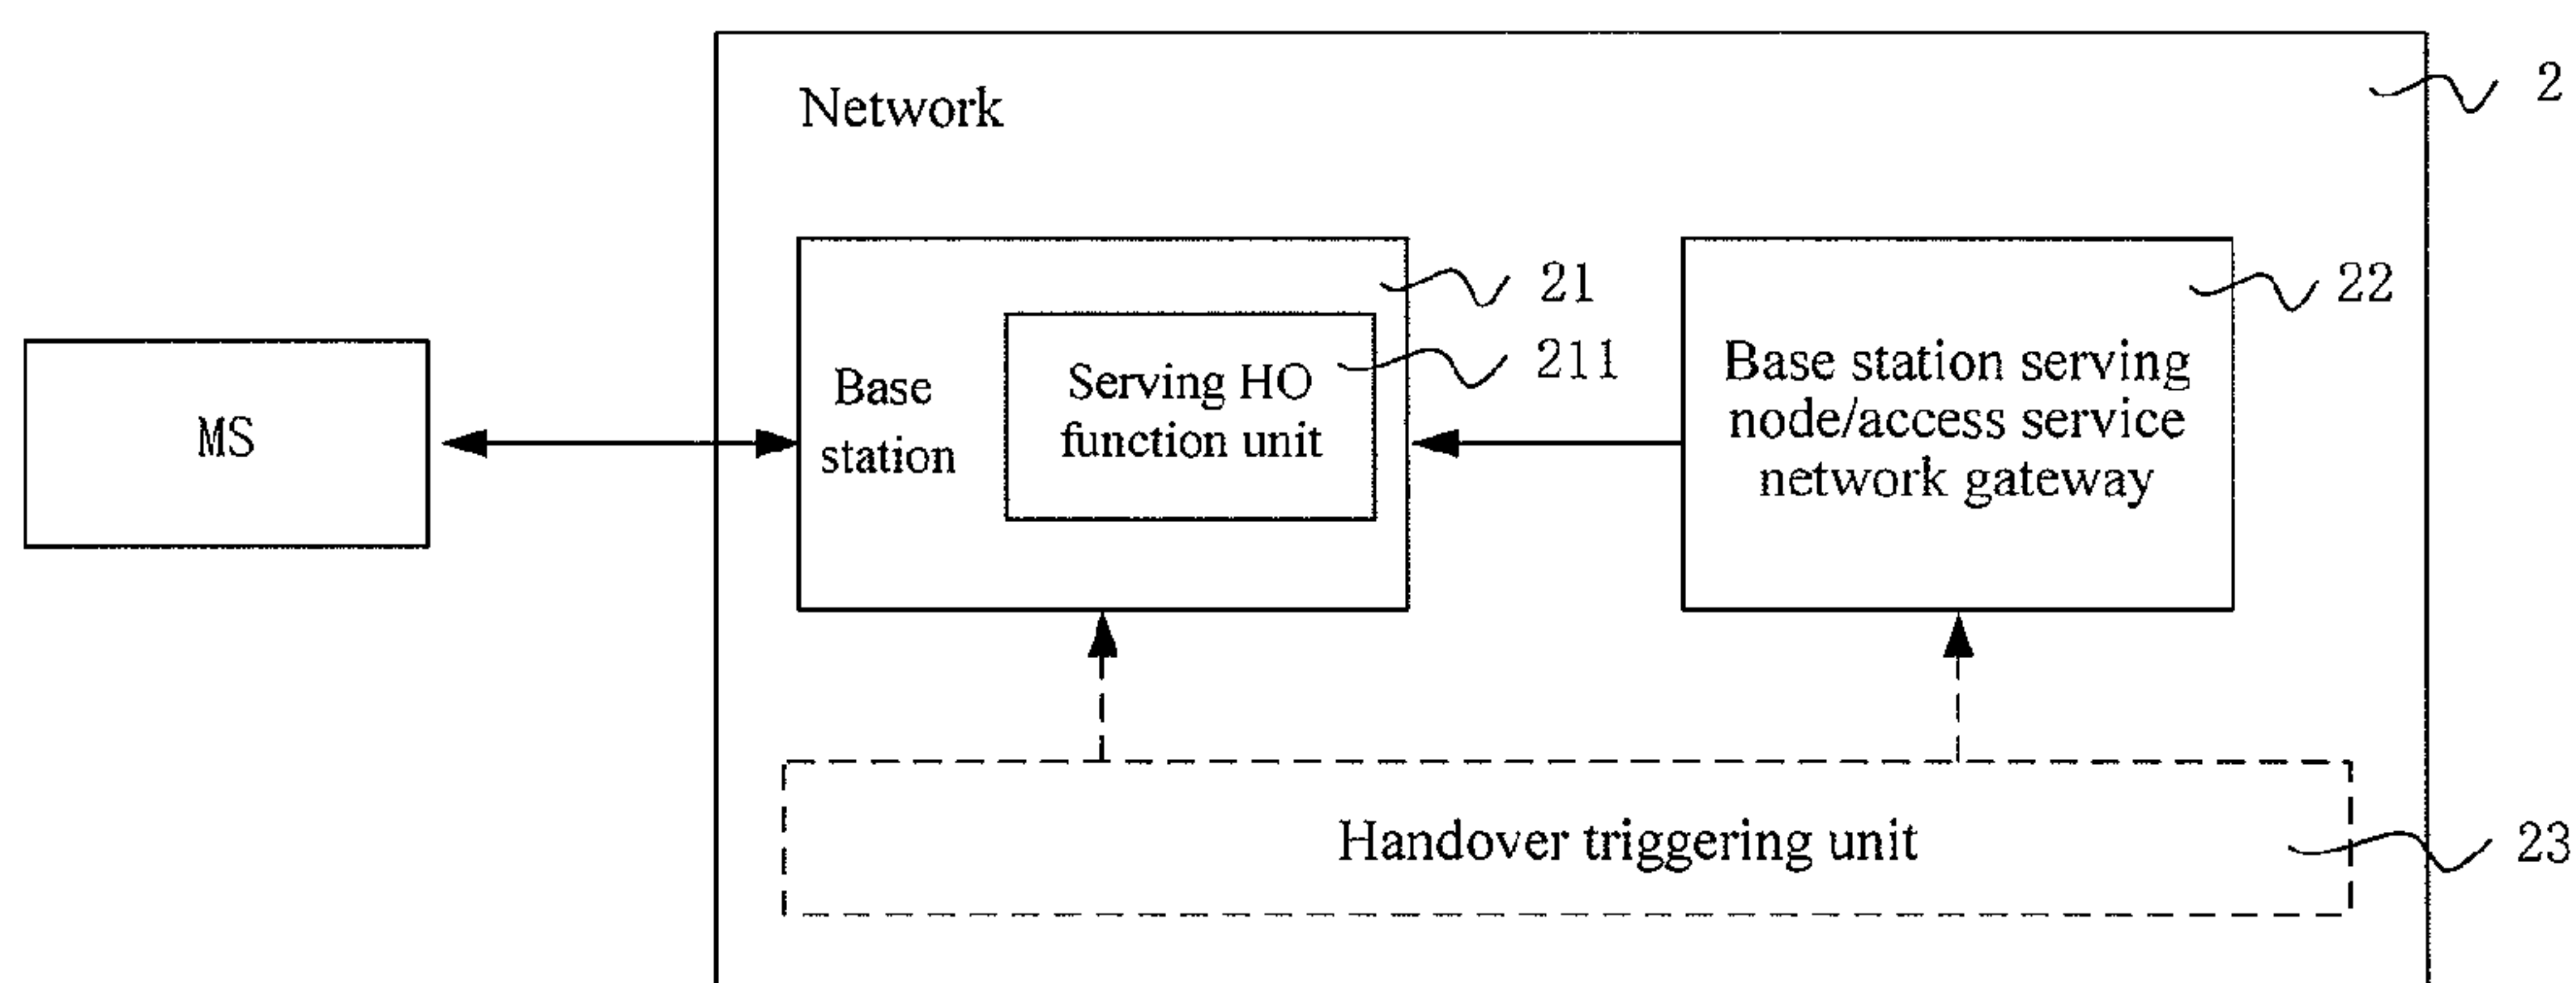 Network
2
21
22
211
MS
Base
station
Serving HO
function unit
Base station serving
node/access service
network gateway
Handover triggering unit
23